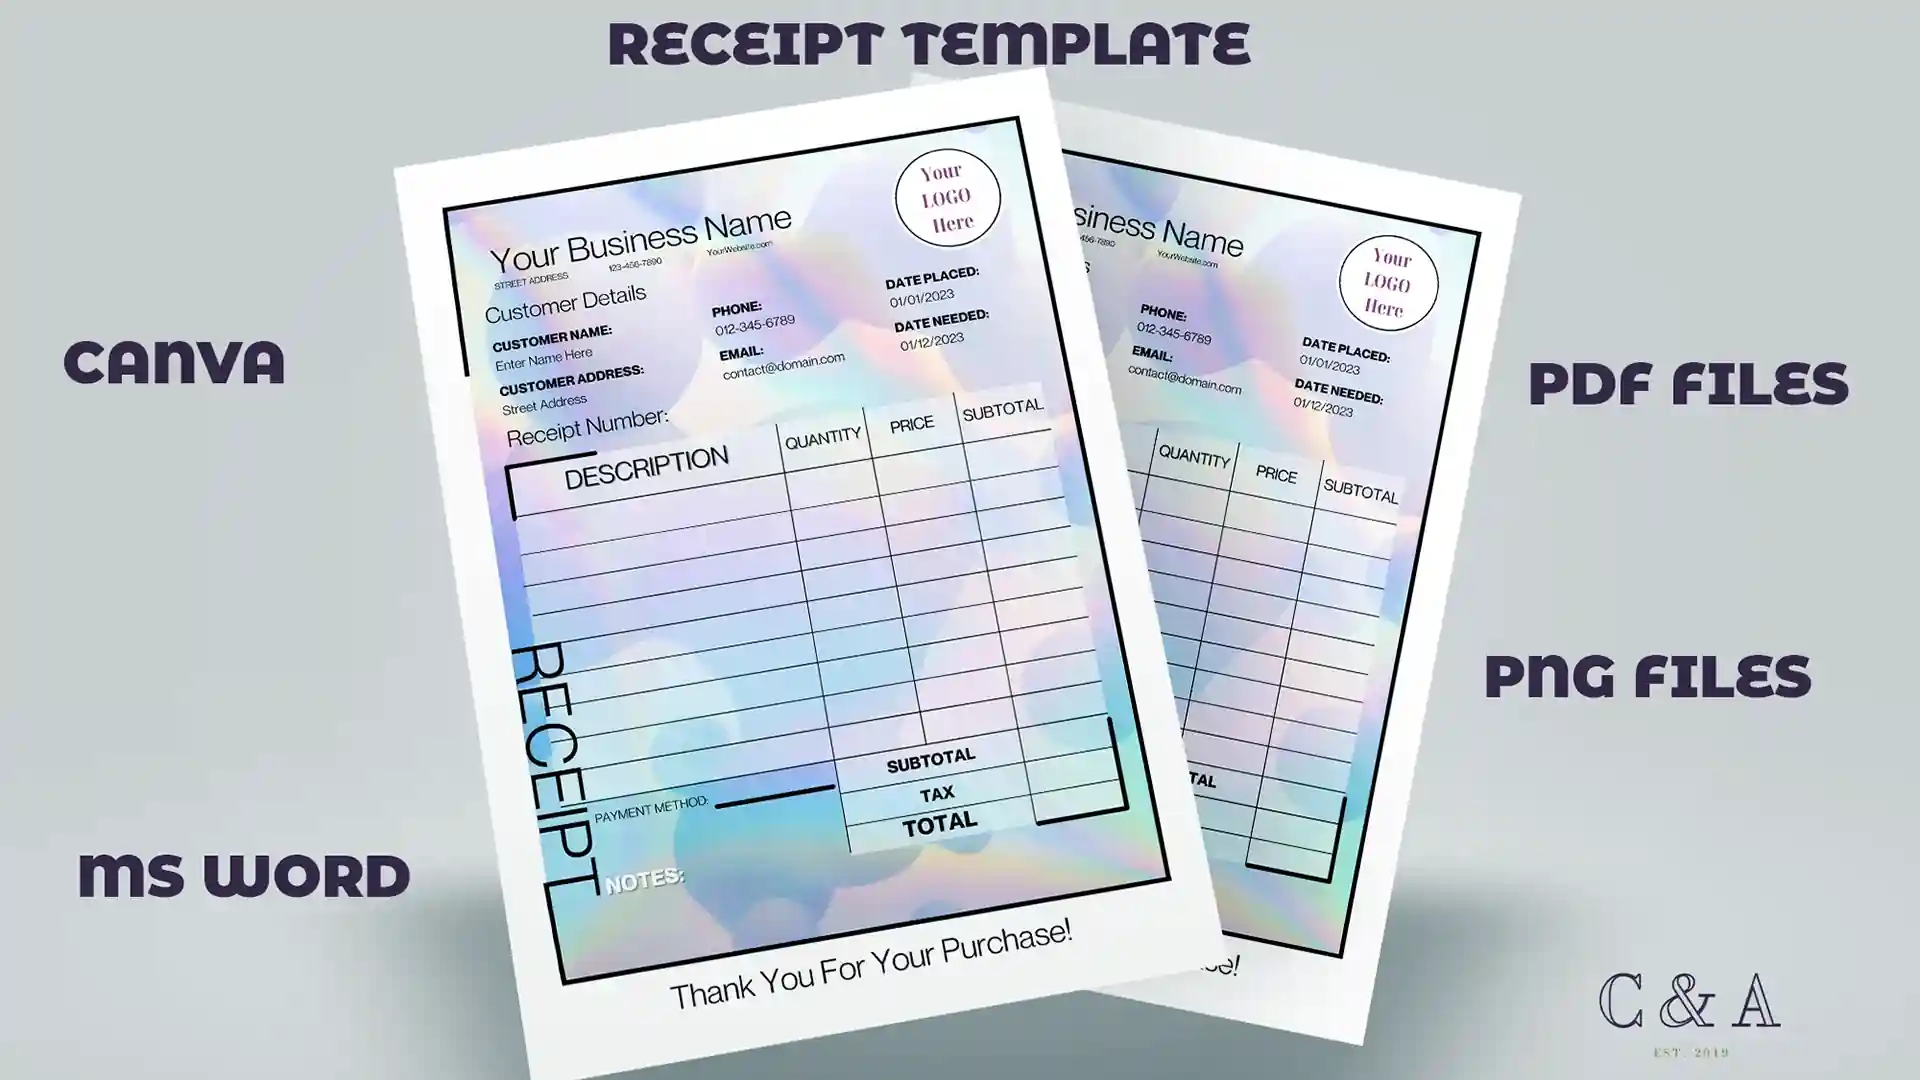 RECEIPT TEMPLATE
CANVA
MS WORD
PDF FILES
PNG FILES
Your Business Name
STREET ADDRESS 123-456-7890 YourWebsite.com
Your
LOGO
Here
Customer Details
CUSTOMER NAME:
Enter Name Here
CUSTOMER ADDRESS:
Street Address
PHONE:
012-345-6789
EMAIL:
contact@domain.com
DATE PLACED:
01/01/2023
DATE NEEDED:
01/12/2023
Receipt Number:
DESCRIPTION QUANTITY PRICE SUBTOTAL
SUBTOTAL
TAX
TOTAL
PAYMENT METHOD:
RECEIPT
NOTES:
Thank You For Your Purchase!
siness Name
456-7890 YourWebsite.com
s
Your
LOGO
Here
PHONE:
012-345-6789
EMAIL:
contact@domain.com
DATE PLACED:
01/01/2023
DATE NEEDED:
01/12/2023
QUANTITY PRICE SUBTOTAL
TAL
se!
C & A
EST. 2019